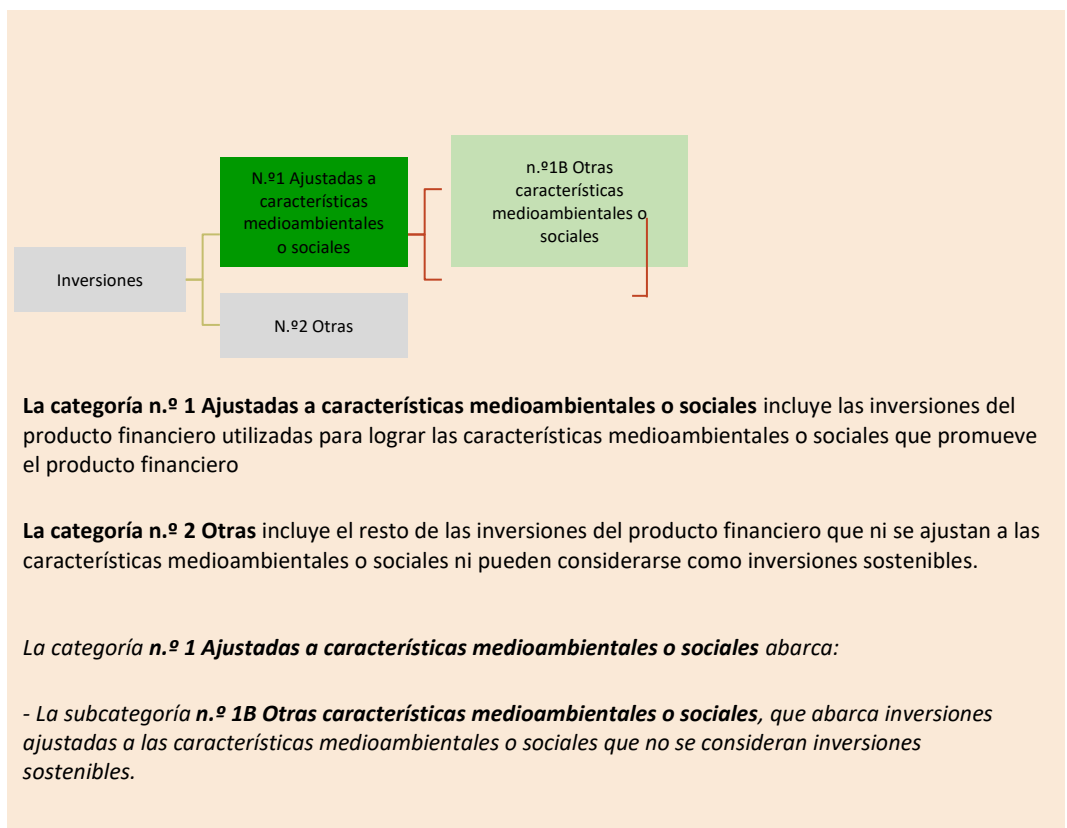 N.º1 Ajustadas a
características
medioambientales
o sociales
n.º1B Otras
características
medioambientales o
sociales
Inversiones
N.º2 Otras
La categoría n.º 1 Ajustadas a características medioambientales o sociales incluye las inversiones del
producto financiero utilizadas para lograr las características medioambientales o sociales que promueve
el producto financiero
La categoría n.º 2 Otras incluye el resto de las inversiones del producto financiero que ni se ajustan a las
características medioambientales o sociales ni pueden considerarse como inversiones sostenibles.
La categoría n.º 1 Ajustadas a características medioambientales o sociales abarca:
- La subcategoría n.º 1B Otras características medioambientales o sociales, que abarca inversiones
ajustadas a las características medioambientales o sociales que no se consideran inversiones
sostenibles.